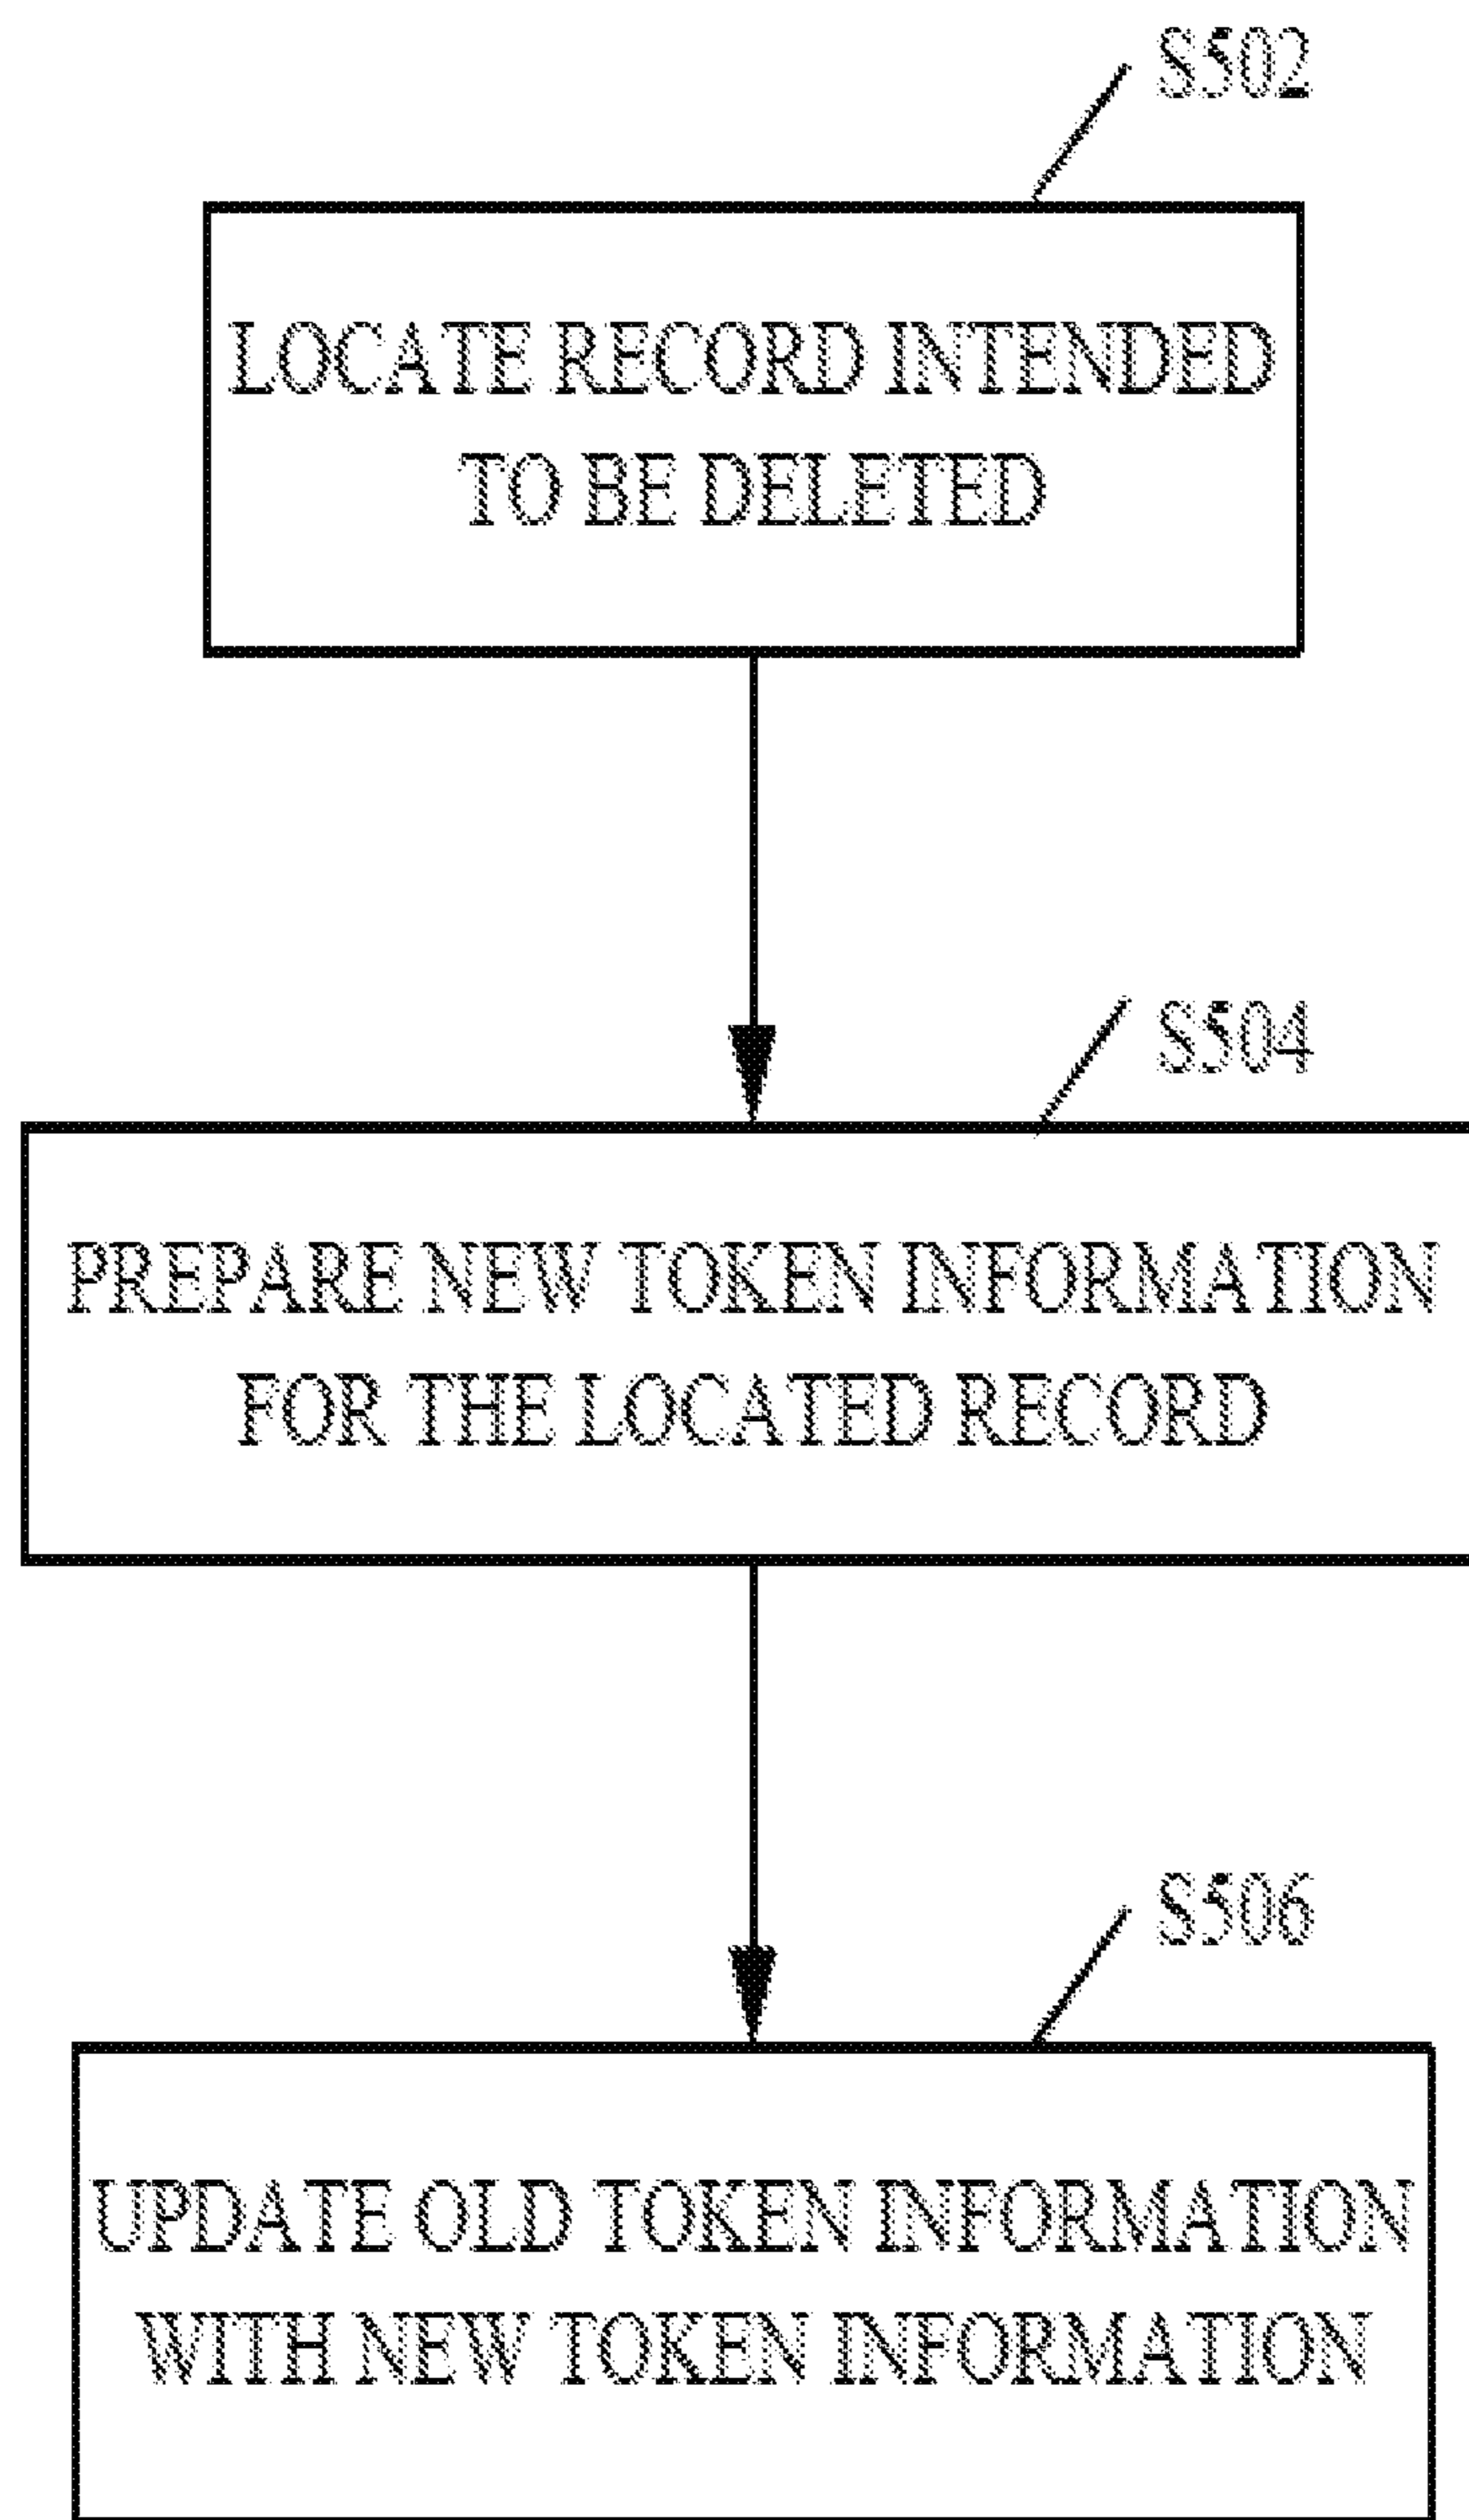 S502
LOCATE RECORD INTENDED
TO BE DELETED
S504
PREPARE NEW TOKEN INFORMATION
FOR THE LOCATED RECORD
S506
UPDATE OLD TOKEN INFORMATION
WITH NEW TOKEN INFORMATION